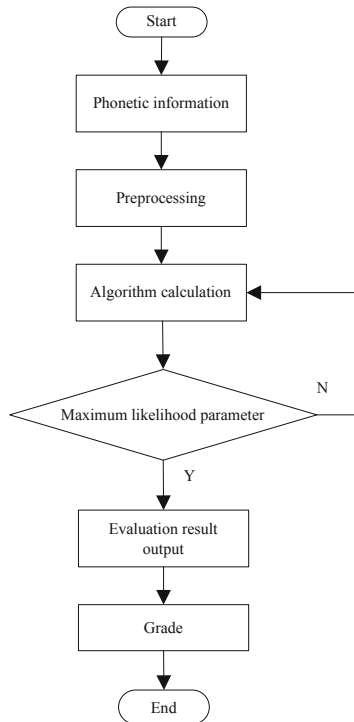 Start
Phonetic information
Preprocessing
Algorithm calculation
Maximum likelihood parameter
N
Y
Evaluation result
output
Grade
End